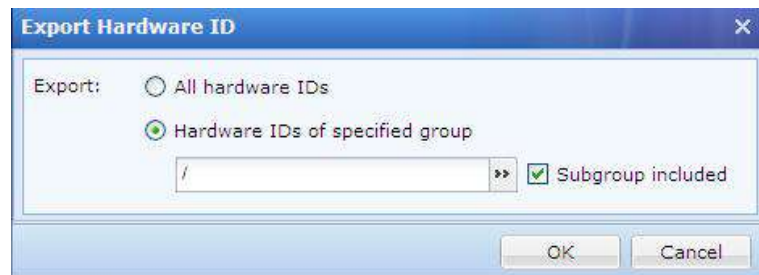 Export Hardware ID
Export: All hardware IDs
Hardware IDs of specified group
/ Subgroup included
OK Cancel